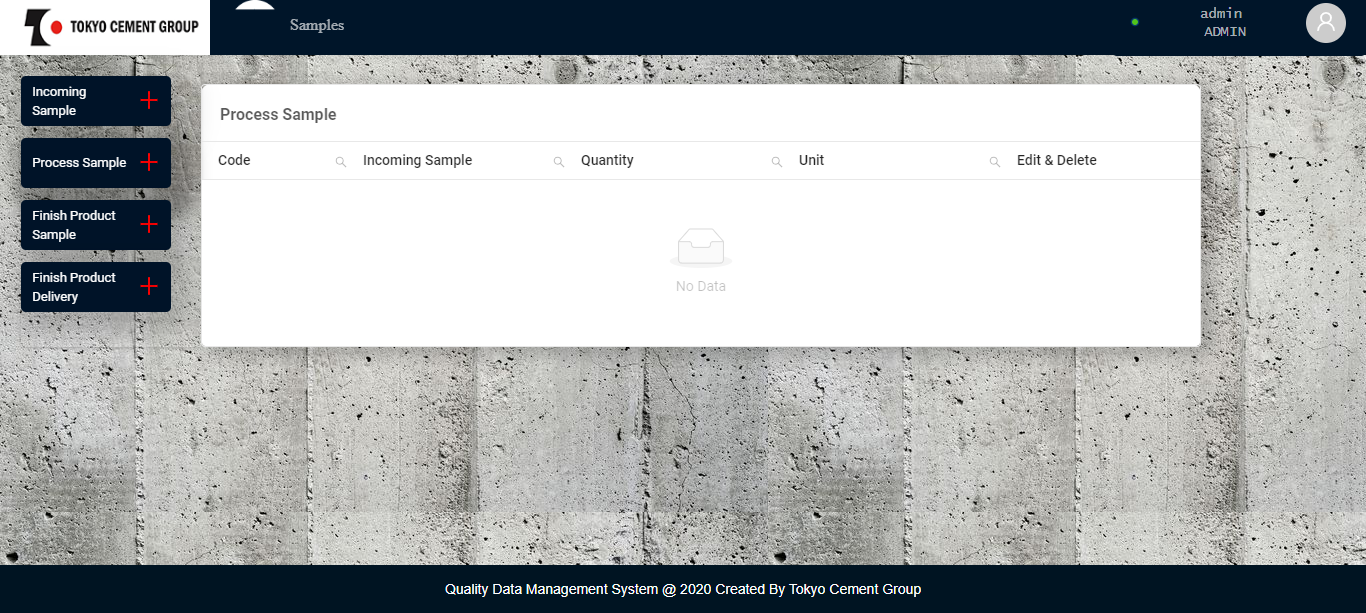 TOKYO CEMENT GROUP
Samples
admin
ADMIN
Incoming
Sample
Process Sample
Finish Product
Sample
Finish Product
Delivery
Process Sample
Code Incoming Sample Quantity Unit Edit & Delete
No Data
Quality Data Management System @ 2020 Created By Tokyo Cement Group